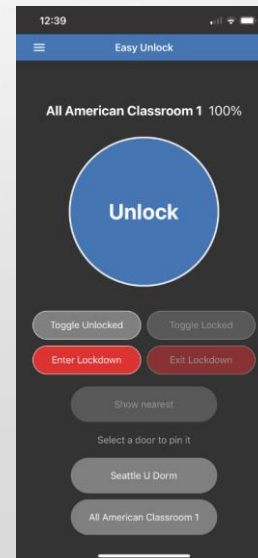 12:39
Easy Unlock
All American Classroom 1 100%
Unlock
Toggle Unlocked Toggle Locked
Enter Lockdown Exit Lockdown
Show nearest
Select a door to pin it
Seattle U Dorm
All American Classroom 1